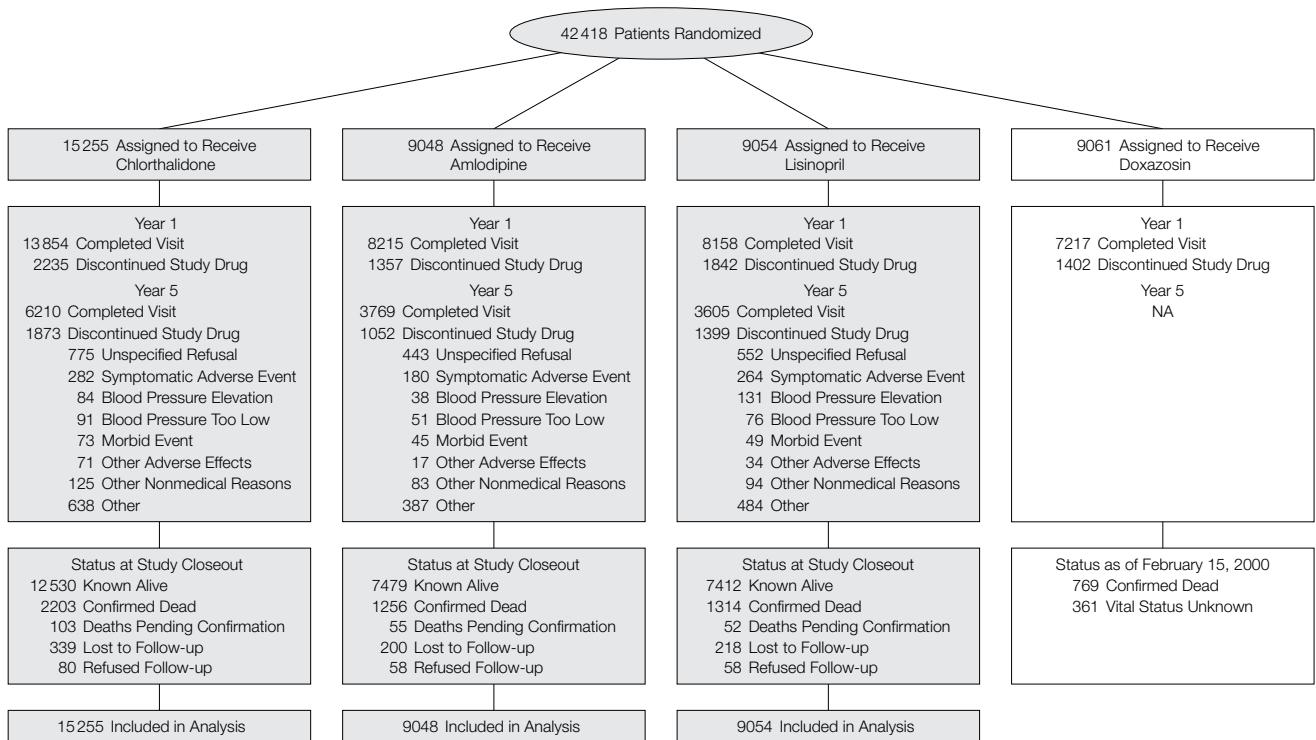 42 418 Patients Randomized
15 255 Assigned to Receive
Chlorthalidone
Year 1
13 854 Completed Visit
2235 Discontinued Study Drug
Year 5
6210 Completed Visit
1873 Discontinued Study Drug
775 Unspecified Refusal
282 Symptomatic Adverse Event
84 Blood Pressure Elevation
91 Blood Pressure Too Low
73 Morbid Event
71 Other Adverse Effects
125 Other Nonmedical Reasons
638 Other
Status at Study Closeout
12 530 Known Alive
2203 Confirmed Dead
103 Deaths Pending Confirmation
339 Lost to Follow-up
80 Refused Follow-up
15 255 Included in Analysis
9048 Assigned to Receive
Amlodipine
Year 1
8215 Completed Visit
1357 Discontinued Study Drug
Year 5
3769 Completed Visit
1052 Discontinued Study Drug
443 Unspecified Refusal
180 Symptomatic Adverse Event
38 Blood Pressure Elevation
51 Blood Pressure Too Low
45 Morbid Event
17 Other Adverse Effects
83 Other Nonmedical Reasons
387 Other
Status at Study Closeout
7479 Known Alive
1256 Confirmed Dead
55 Deaths Pending Confirmation
200 Lost to Follow-up
58 Refused Follow-up
9048 Included in Analysis
9054 Assigned to Receive
Lisinopril
Year 1
8158 Completed Visit
1842 Discontinued Study Drug
Year 5
3605 Completed Visit
1399 Discontinued Study Drug
552 Unspecified Refusal
264 Symptomatic Adverse Event
131 Blood Pressure Elevation
76 Blood Pressure Too Low
49 Morbid Event
34 Other Adverse Effects
94 Other Nonmedical Reasons
484 Other
Status at Study Closeout
7412 Known Alive
1314 Confirmed Dead
52 Deaths Pending Confirmation
218 Lost to Follow-up
58 Refused Follow-up
9054 Included in Analysis
9061 Assigned to Receive
Doxazosin
Year 1
7217 Completed Visit
1402 Discontinued Study Drug
Year 5
NA
Status as of February 15, 2000
769 Confirmed Dead
361 Vital Status Unknown